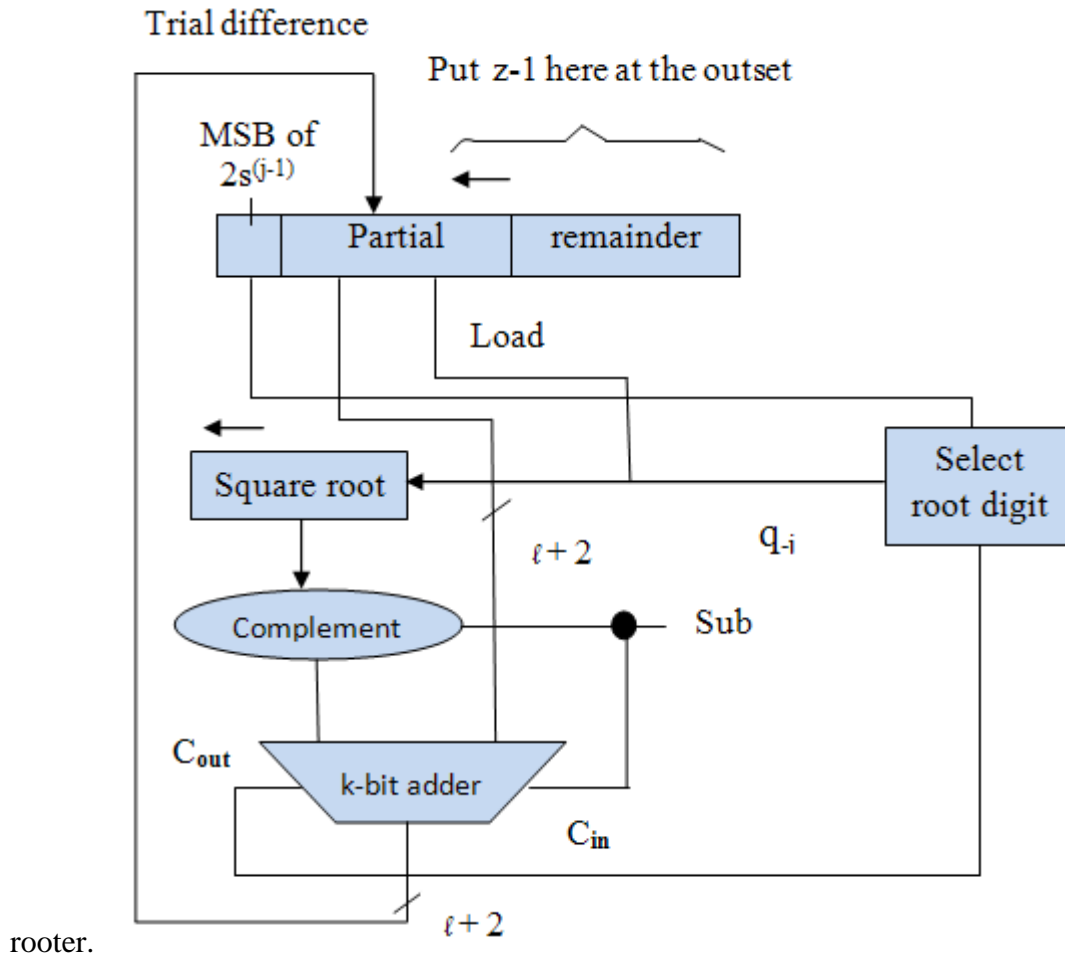 Trial difference
Put z-1 here at the outset
MSB of
2s(j-1)
Partial
remainder
Load
Square root
Select
root digit
q-j
ℓ + 2
Complement
Sub
Cout
k-bit adder
Cin
ℓ + 2
rooter.